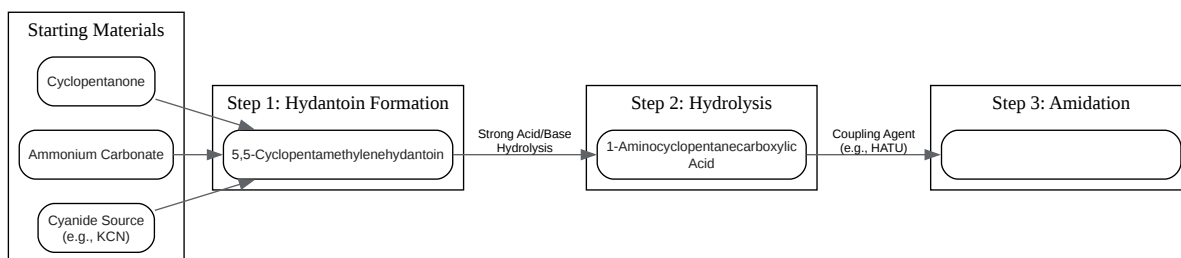 Starting Materials
Cyclopentanone
Ammonium Carbonate
Cyanide Source
(e.g., KCN)
Step 1: Hydantoin Formation
5,5-Cyclopentamethylenehydantoin
Strong Acid/Base
Hydrolysis
Step 2: Hydrolysis
1-Aminocyclopentanecarboxylic
Acid
Coupling Agent
(e.g., HATU)
Step 3: Amidation